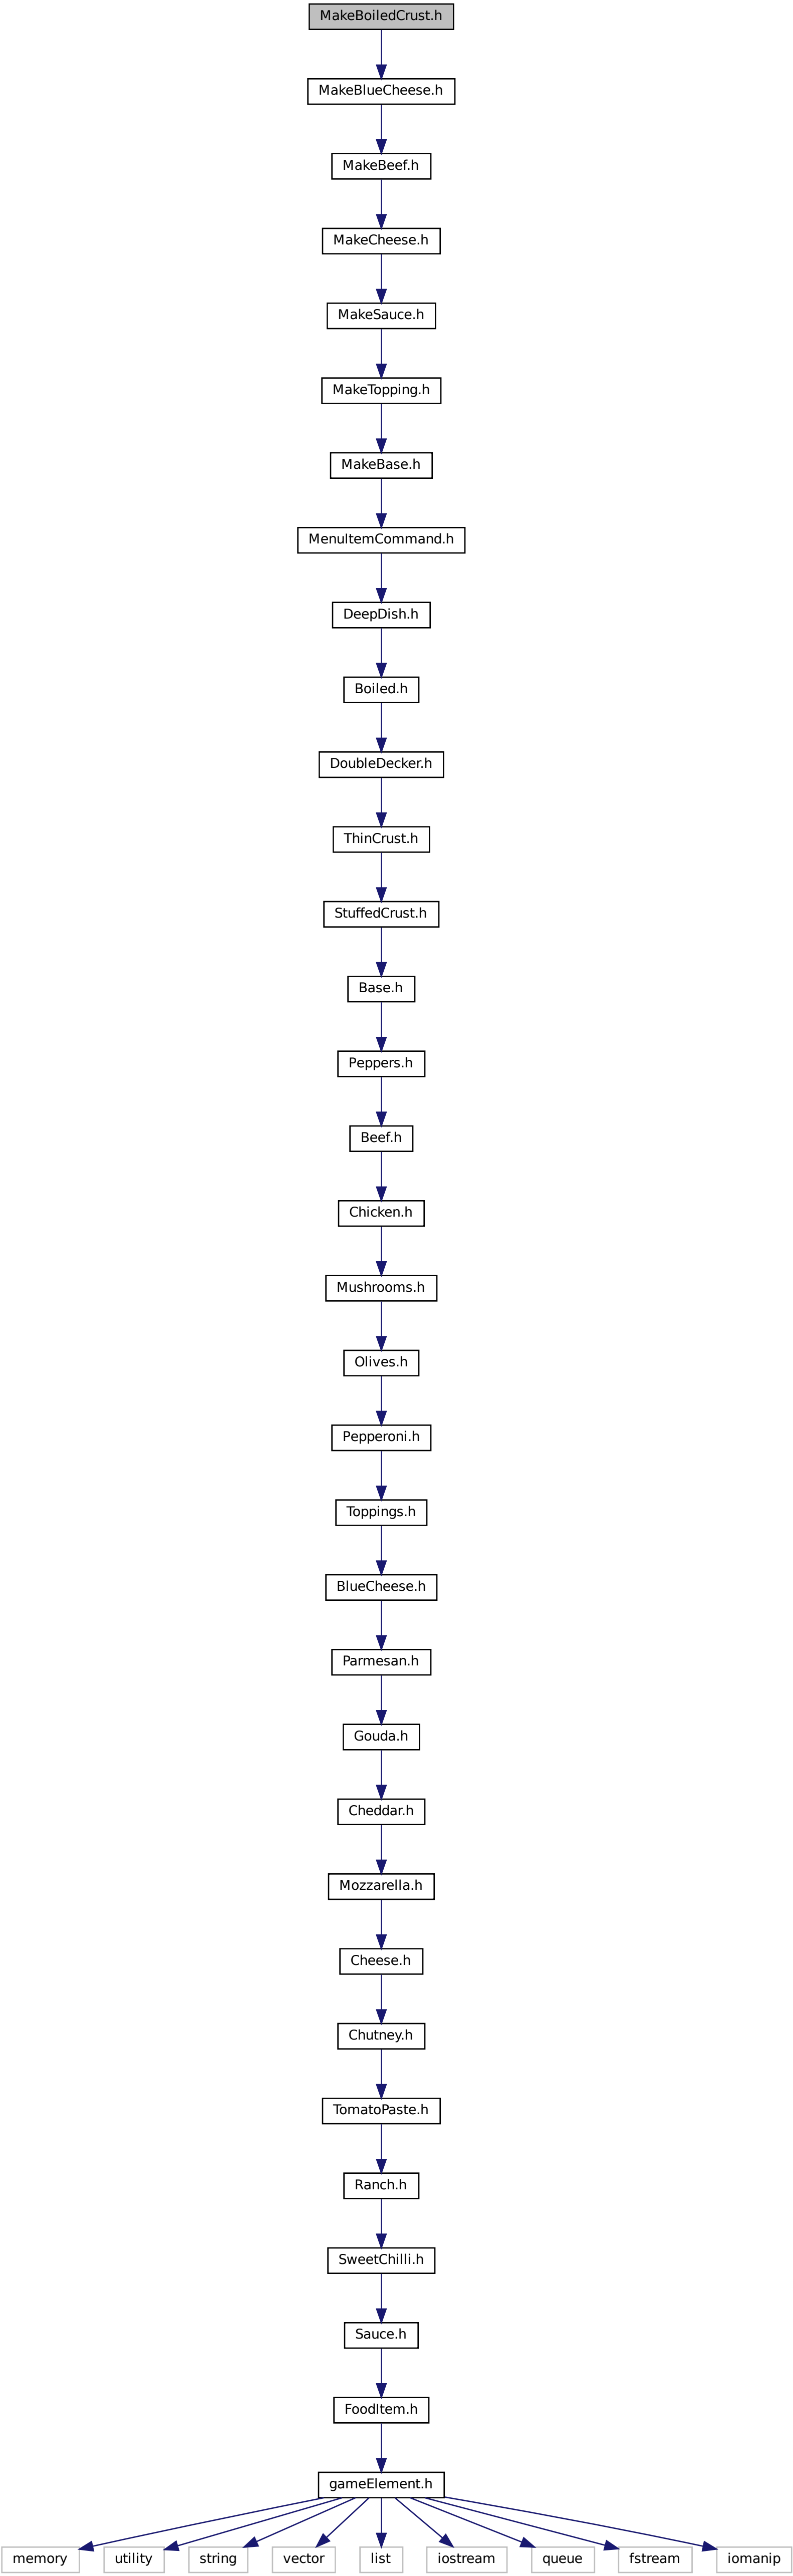 MakeBoiledCrust.h
MakeBlueCheese.h
MakeBeef.h
MakeCheese.h
MakeSauce.h
MakeTopping.h
MakeBase.h
MenuItemCommand.h
DeepDish.h
Boiled.h
DoubleDecker.h
ThinCrust.h
StuffedCrust.h
Base.h
Peppers.h
Beef.h
Chicken.h
Mushrooms.h
Olives.h
Pepperoni.h
Toppings.h
BlueCheese.h
Parmesan.h
Gouda.h
Cheddar.h
Mozzarella.h
Cheese.h
Chutney.h
TomatoPaste.h
Ranch.h
SweetChilli.h
Sauce.h
FoodItem.h
gameElement.h
memory utility string vector list iostream queue fstream iomanip